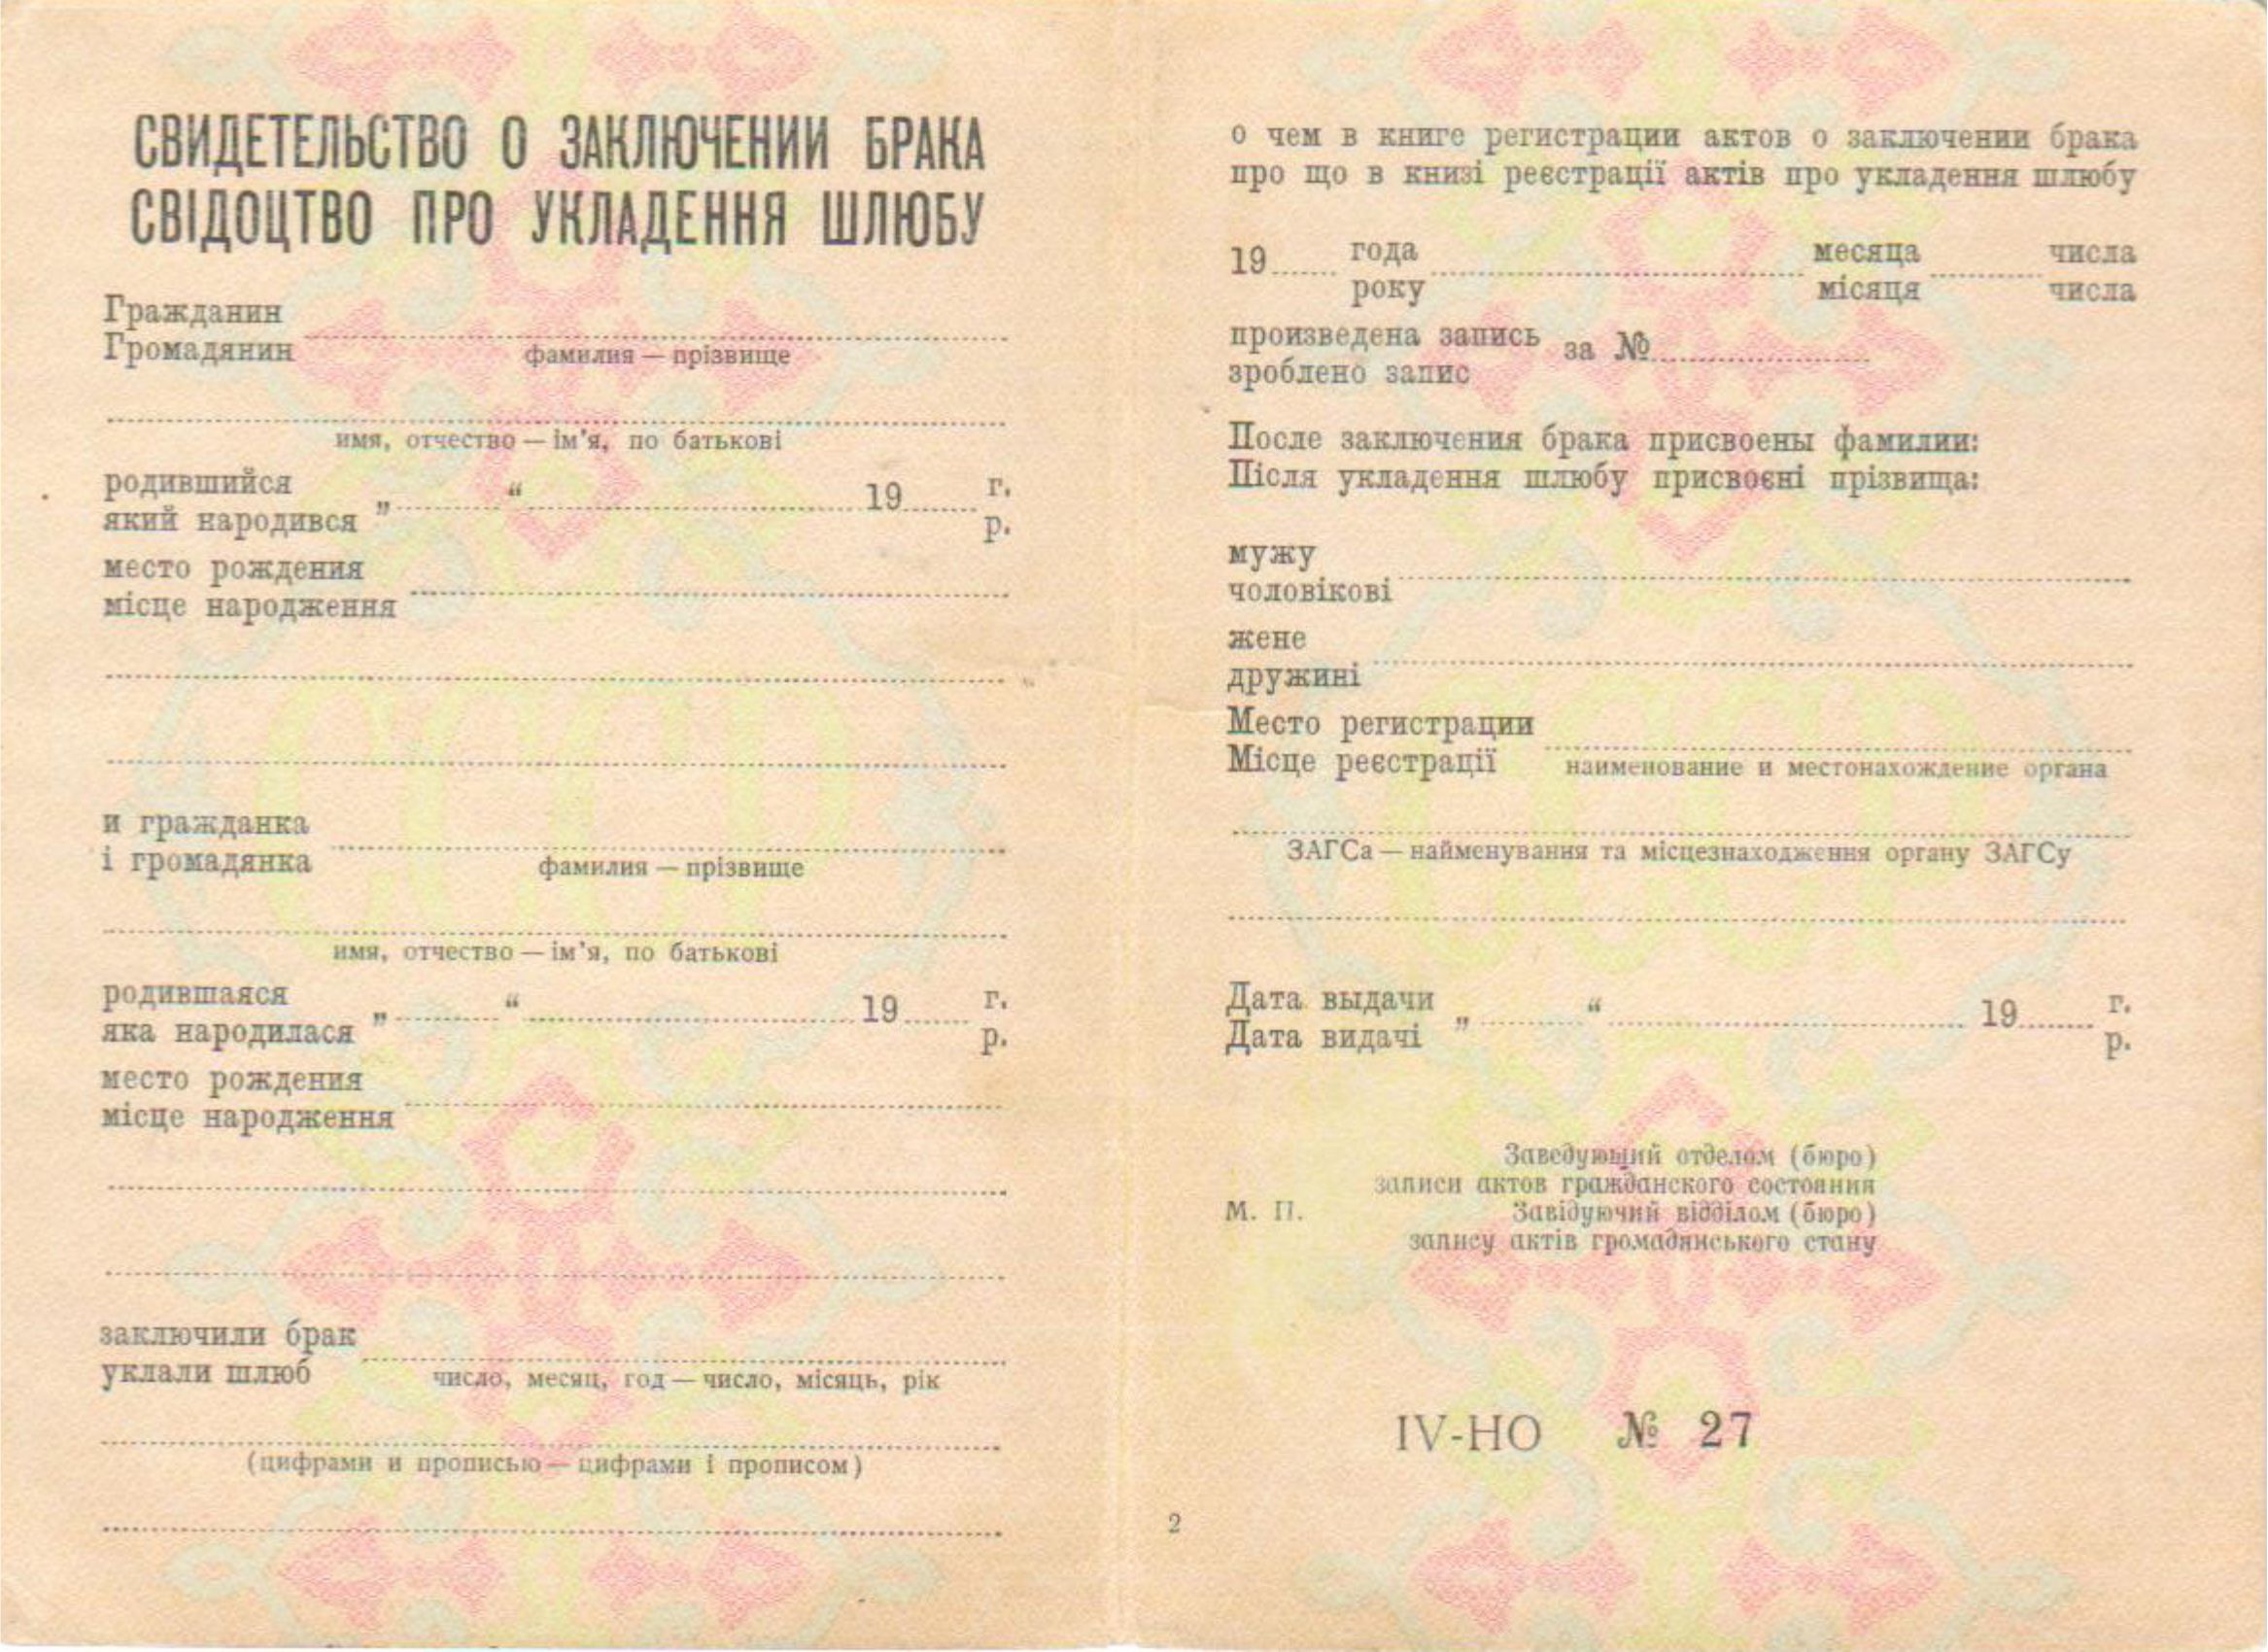 СВИДЕТЕЛЬСТВО О ЗАКЛЮЧЕНИИ БРАКА
СВІДОЦТВО ПРО УКЛАДЕННЯ ШЛЮБУ
Гражданин
Громадянин
фамилия — прізвище
имя, отчество — ім'я, по батькові
родившийся
який народився „ “ 19 г.
р.
место рождения
місце народження
и гражданка
і громадянка
фамилия — прізвище
имя, отчество — ім'я, по батькові
родившаяся
яка народилася „ “ 19 г.
р.
место рождения
місце народження
заключили брак
уклали шлюб
число, месяц, год — число, місяць, рік
(цифрами и прописью — цифрами і прописом)
о чем в книге регистрации актов о заключении брака
про що в книзі реєстрації актів про укладення шлюбу
19 года месяца числа
року місяця числа
произведена запись за №
зроблено запис
После заключения брака присвоены фамилии:
Після укладення шлюбу присвоєні прізвища:
мужу
чоловікові
жене
дружині
Место регистрации
Місце реєстрації
наименование и местонахождение органа
ЗАГСа — найменування та місцезнаходження органу ЗАГСу
Дата выдачи „ “ 19 г.
Дата видачі р.
Заведующий отделом (бюро)
записи актов гражданского состояния
М. П. Завідуючий відділом (бюро)
запису актів громадянського стану
IV-НО № 27
2
СССР
СССР